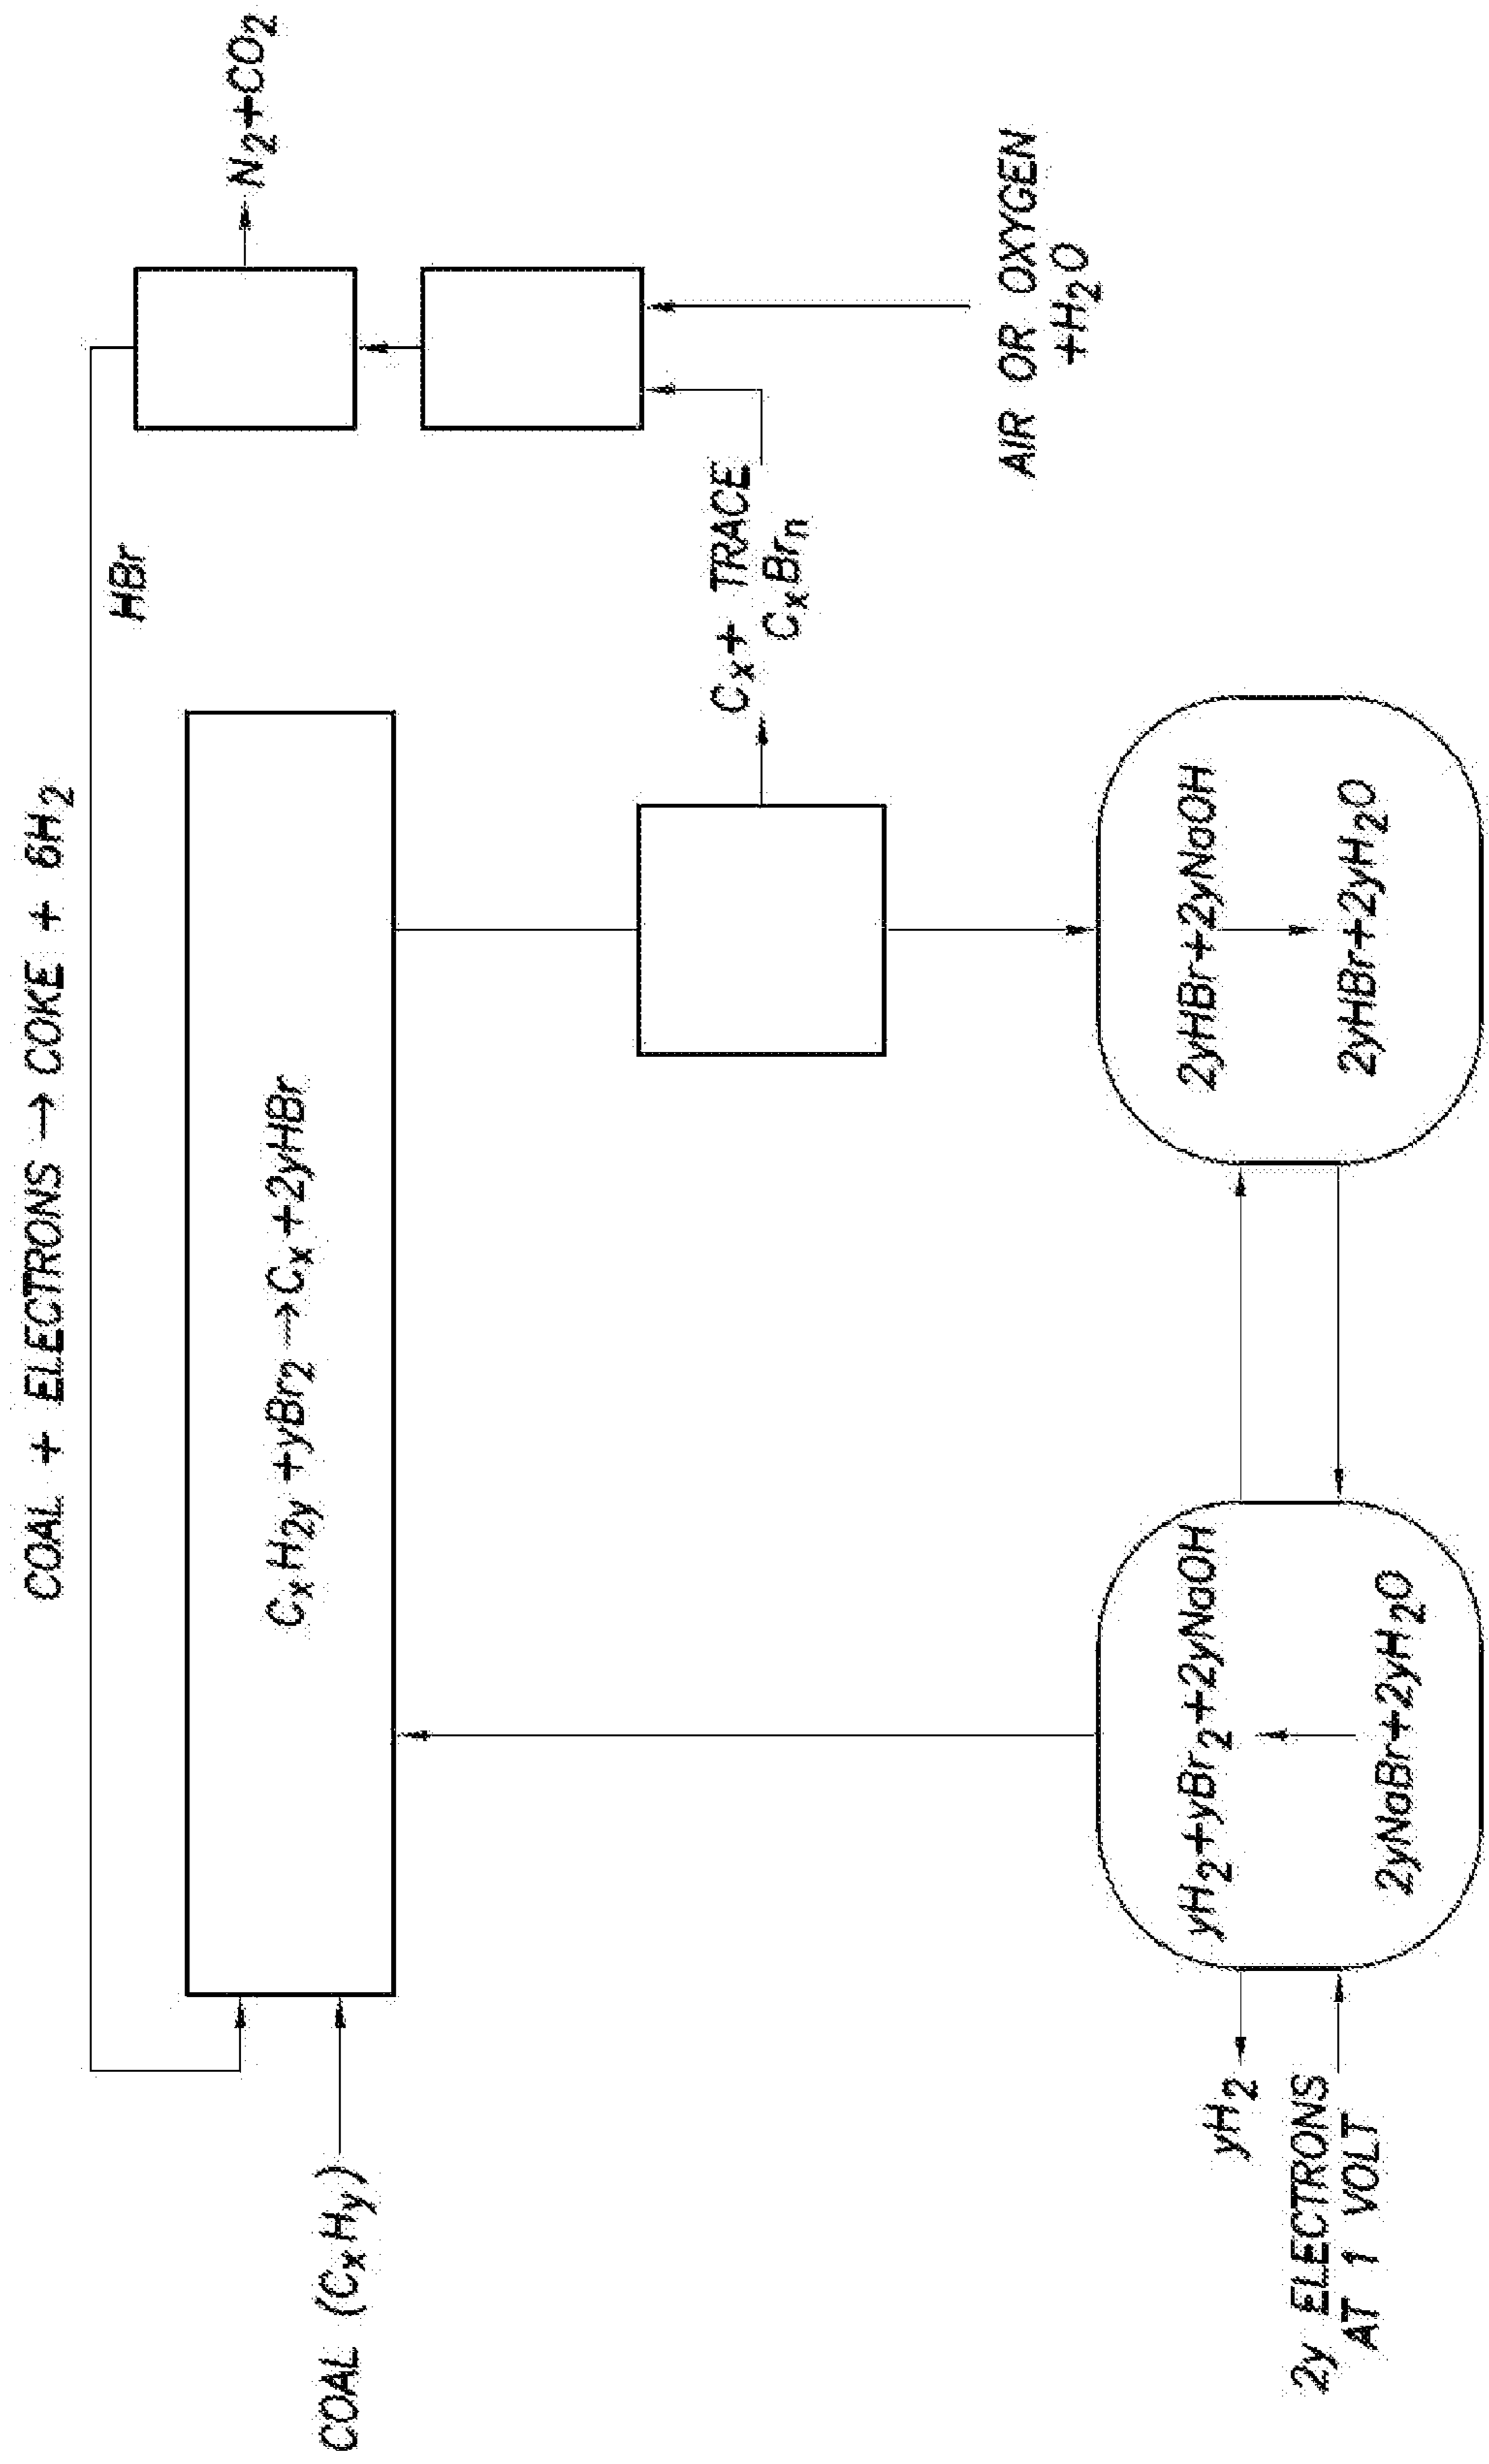 COAL + ELECTRONS → COKE + 6H2
HBr
N2+CO2
CxH2y +yBr2 → Cx+2yHBr
COAL (CxHy)
Cx+ TRACE
CxBrn
AIR OR OXYGEN
+H2O
yH2
2y ELECTRONS
AT 1 VOLT
yH2+yBr2+2yNaOH
2yNaBr+2yH2O
2yHBr+2yNaOH
2yHBr+2yH2O